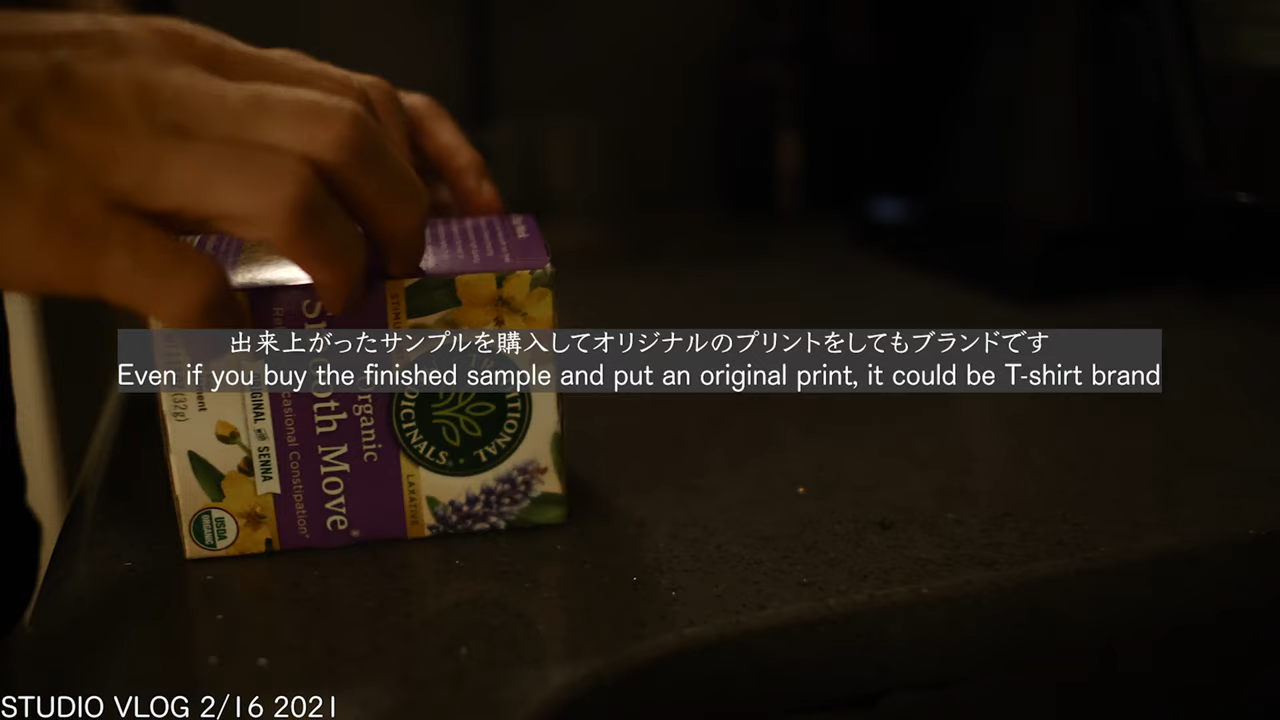 出来上がったサンプルを購入してオリジナルのプリントをしてもブランドです
Even if you buy the finished sample and put an original print, it could be T-shirt brand
Organic
Smooth Move®
Occasional Constipation*
ORIGINAL with SENNA
(32g)
USDA
ORGANIC
LAXATIVE
STUDIO VLOG 2/16 2021